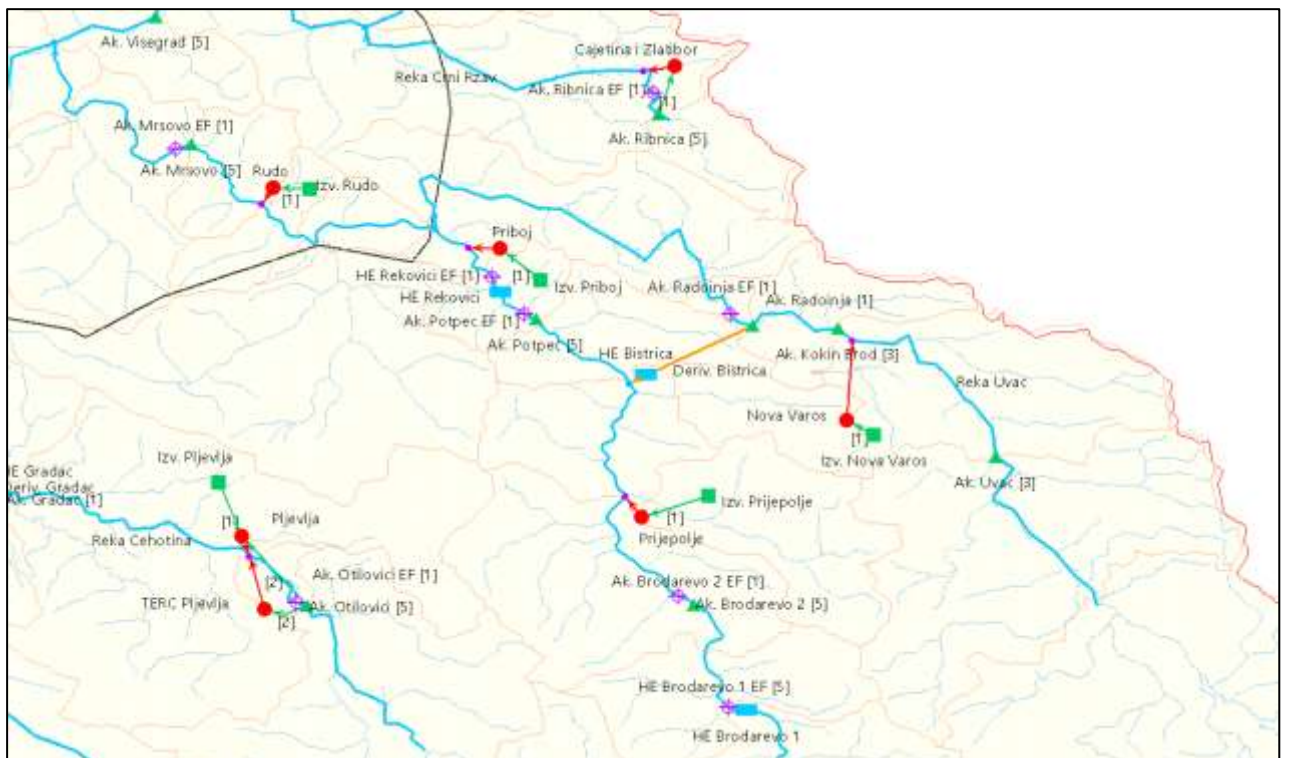 Ak. Visegrad [5]
Cajetina i Zlatibor
Reka Crni Rzav
Ak. Ribnica EF [1]
[1]
Ak. Ribnica [5]
Ak. Mrsovo EF [1]
Ak. Mrsovo [5]
Rudo
Izv. Rudo
[1]
Priboj
HE Rekovici EF [1]
[1]
Izv. Priboj
Ak. Radoinja EF [1]
HE Rekovici
Ak. Radoinja [1]
Ak. Potpec EF [1]
Ak. Potpec [5]
HE Bistrica
Ak. Kokin Brod [3]
Deriv. Bistrica
Reka Uvac
Nova Varos
[1]
Izv. Nova Varos
Izv. Pljevlja
HE Gradac
Deriv. Gradac
Ak. Gradac [1]
Ak. Uvac [3]
Izv. Prijepolje
[1]
Pljevlja
[1]
Prijepolje
Reka Cehotina
Ak. Otilovici EF [1]
[2]
Ak. Brodarevo 2 EF [1]
TERC Pljevlja
Ak. Otilovici [5]
Ak. Brodarevo 2 [5]
[2]
HE Brodarevo 1 EF [5]
HE Brodarevo 1